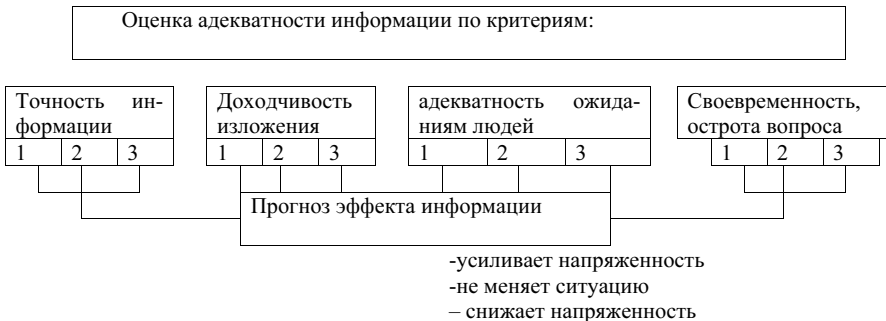 Оценка адекватности информации по критериям:
Точность ин-
формации
1 2 3
Доходчивость
изложения
1 2 3
адекватность ожида-
ниям людей
1 2 3
Своевременность,
острота вопроса
1 2 3
Прогноз эффекта информации
-усиливает напряженность
-не меняет ситуацию
– снижает напряженность